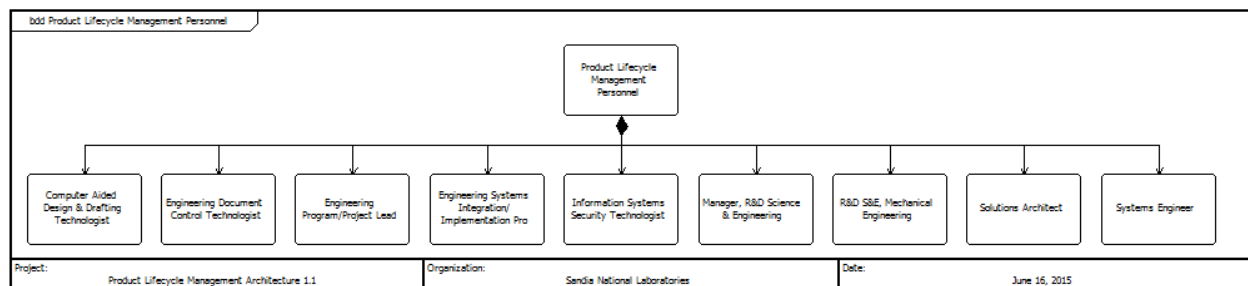 bdd Product Lifecycle Management Personnel
Product Lifecycle
Management
Personnel
Computer Aided
Design & Drafting
Technologist
Engineering Document
Control Technologist
Engineering
Program/Project Lead
Engineering Systems
Integration/
Implementation Pro
Information Systems
Security Technologist
Manager, R&D Science
& Engineering
R&D S&E, Mechanical
Engineering
Solutions Architect
Systems Engineer
Project:
Product Lifecycle Management Architecture 1.1
Organization:
Sandia National Laboratories
Date:
June 16, 2015